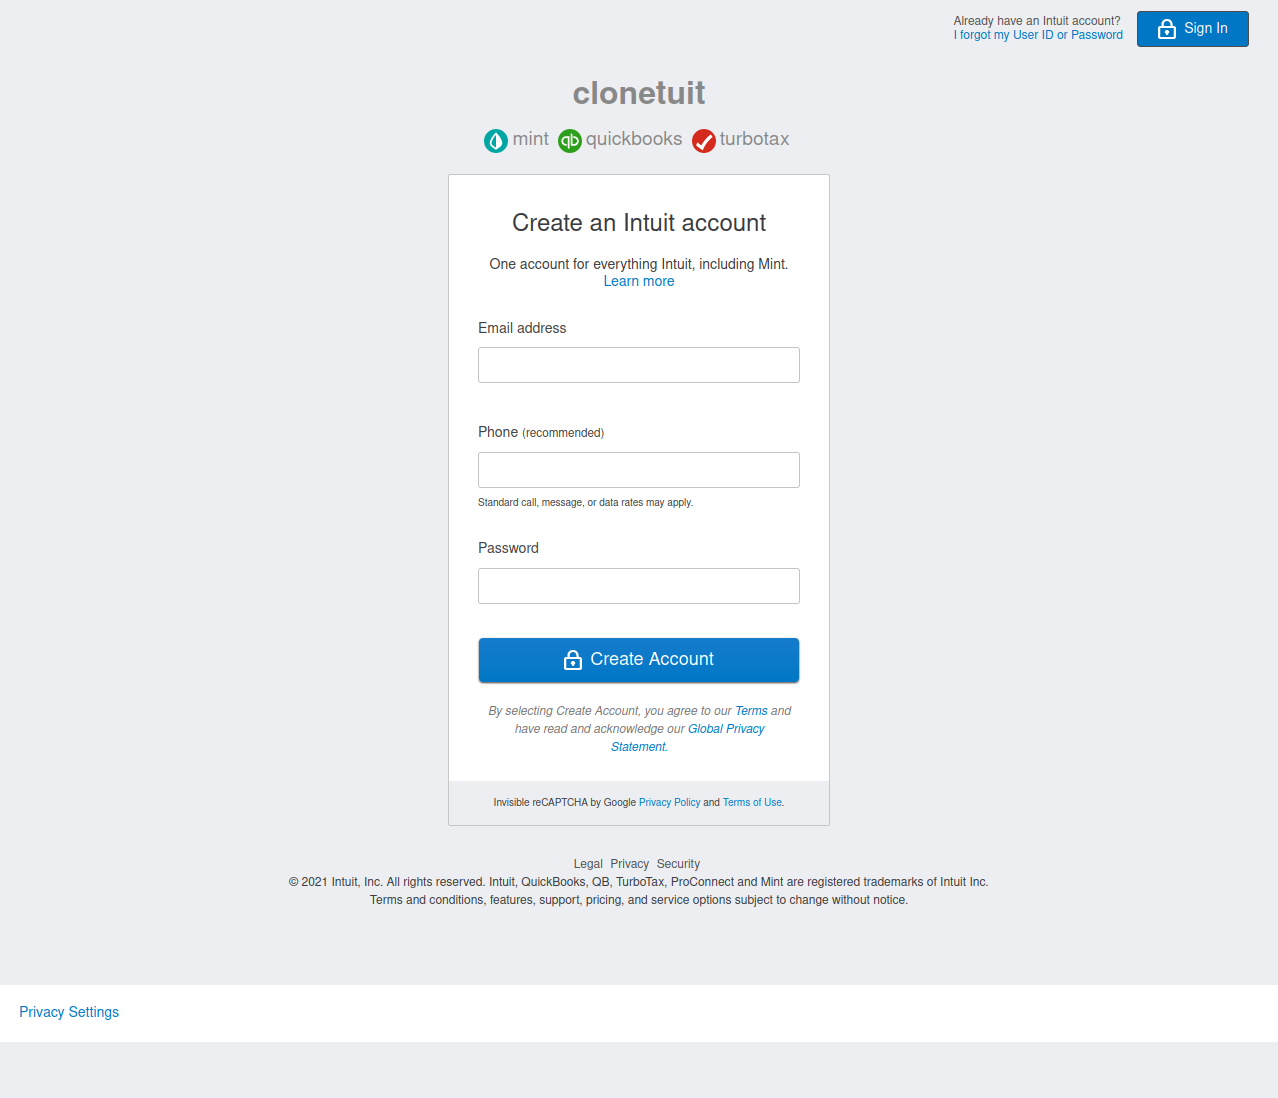 Already have an Intuit account?
I forgot my User ID or Password
Sign In
clonetuit
mint quickbooks turbotax
Create an Intuit account
One account for everything Intuit, including Mint.
Learn more
Email address
Phone (recommended)
Standard call, message, or data rates may apply.
Password
Create Account
By selecting Create Account, you agree to our Terms and
have read and acknowledge our Global Privacy
Statement.
Invisible reCAPTCHA by Google Privacy Policy and Terms of Use.
Legal Privacy Security
© 2021 Intuit, Inc. All rights reserved. Intuit, QuickBooks, QB, TurboTax, ProConnect and Mint are registered trademarks of Intuit Inc.
Terms and conditions, features, support, pricing, and service options subject to change without notice.
Privacy Settings